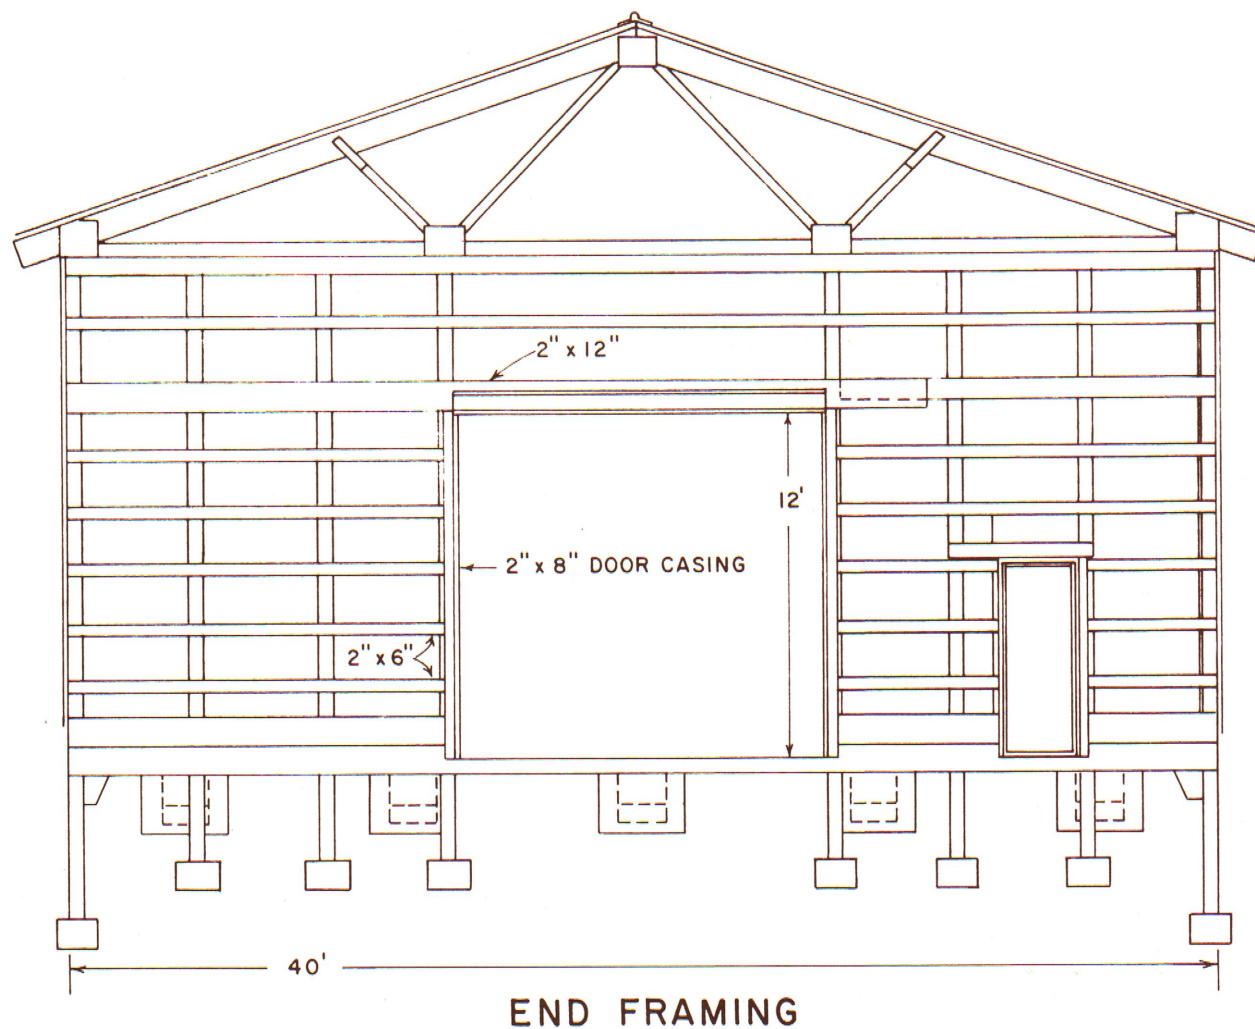 2" x 12"
12'
2" x 8" DOOR CASING
2" x 6"
40'
END FRAMING